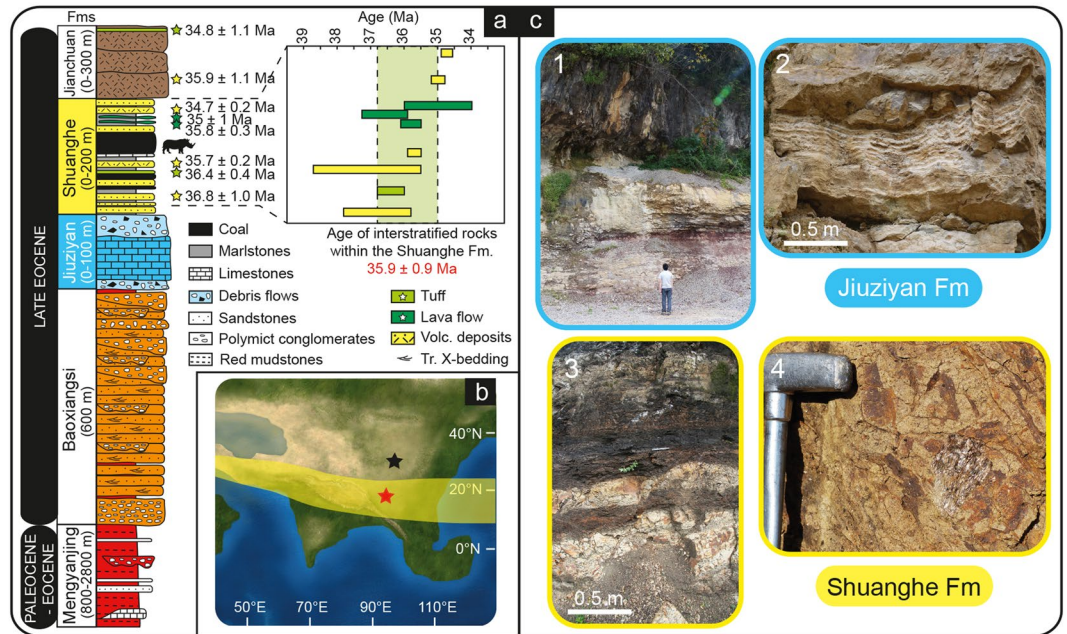 Fms
LATE EOCENE
PALEOCENE
- EOCENE
Jianchuan
(0-300m)
Shuanghe
(0-200 m)
Jiuziyan
(0-100 m)
Baoxiangsi
(600 m)
Mengyanjing
(800-2800 m)
34.8 ± 1.1 Ma
35.9 ± 1.1 Ma
34.7 ± 0.2 Ma
35 ± 1 Ma
35.8 ± 0.3 Ma
35.7 ± 0.2 Ma
36.4 ± 0.4 Ma
36.8 ± 1.0 Ma
Age (Ma)
39 38 37 36 35 34
Age of interstratified rocks
within the Shuanghe Fm.
35.9 ± 0.9 Ma
Coal
Marlstones
Limestones
Debris flows
Sandstones
Polymict conglomerates
Red mudstones
Tuff
Lava flow
Volc. deposits
Tr. X-bedding
a
b
40°N
20°N
0°N
50°E 70°E 90°E 110°E
c
1
2
0.5 m
Jiuziyan Fm
3
0.5 m
4
Shuanghe Fm